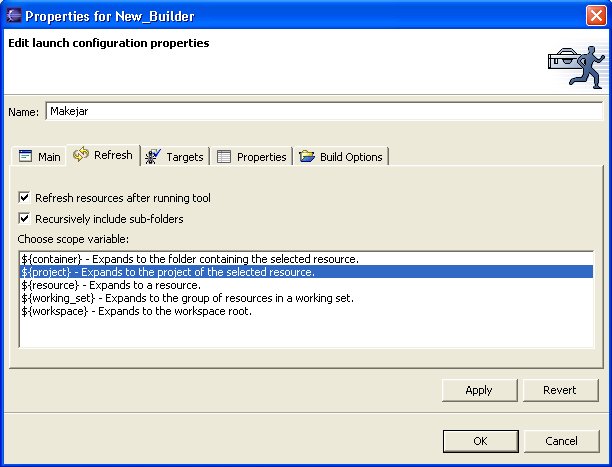 Properties for New_Builder
Edit launch configuration properties
Name: Makejar
Main Refresh Targets Properties Build Options
Refresh resources after running tool
Recursively include sub-folders
Choose scope variable:
${container} - Expands to the folder containing the selected resource.
${project} - Expands to the project of the selected resource.
${resource} - Expands to a resource.
${working_set} - Expands to the group of resources in a working set.
${workspace} - Expands to the workspace root.
Apply Revert
OK Cancel